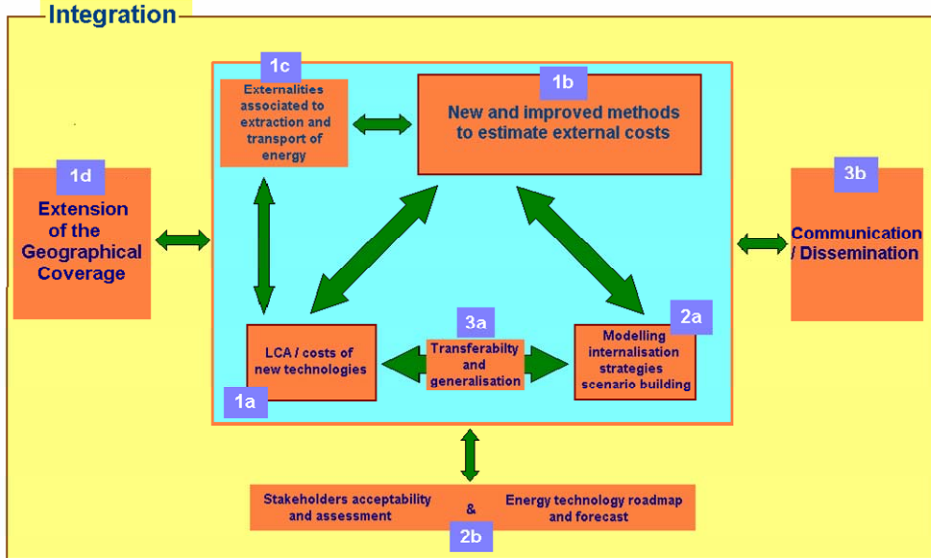 Integration
1c
Externalities
associated to
extraction and
transport of
energy
1b
New and improved methods
to estimate external costs
1d
Extension
of the
Geographical
Coverage
3b
Communication
/ Dissemination
1a
LCA / costs of
new technologies
3a
Transferabilty
and
generalisation
2a
Modelling
internalisation
strategies
scenario building
Stakeholders acceptability
and assessment
&
Energy technology roadmap
and forecast
2b